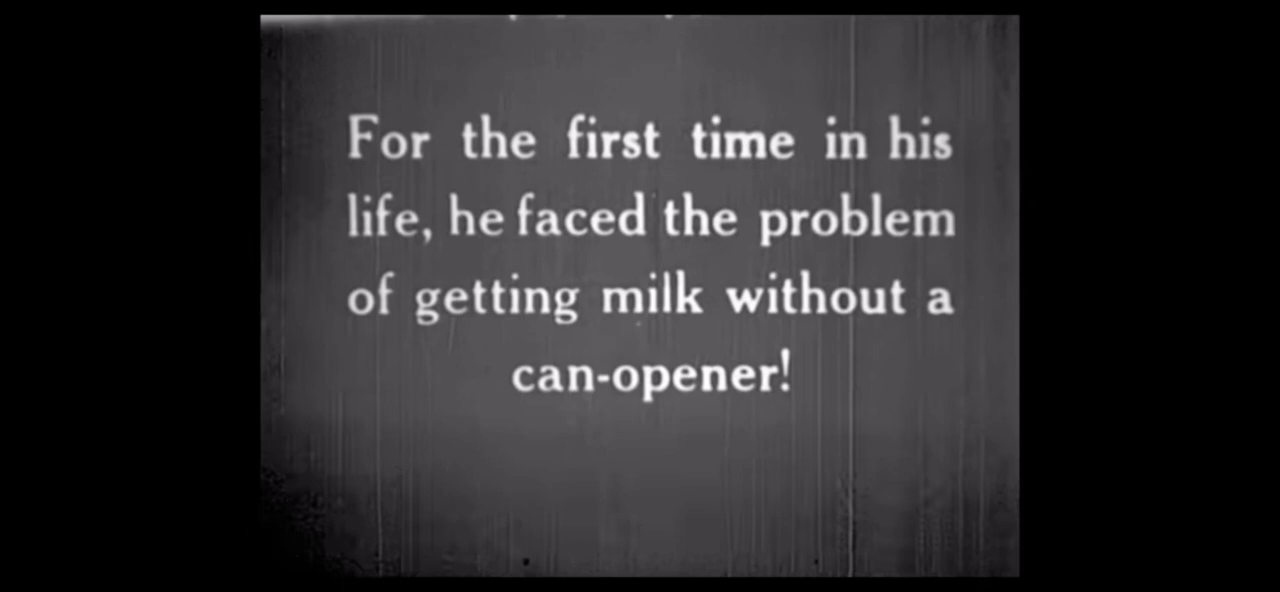 For the first time in his
life, he faced the problem
of getting milk without a
can-opener!